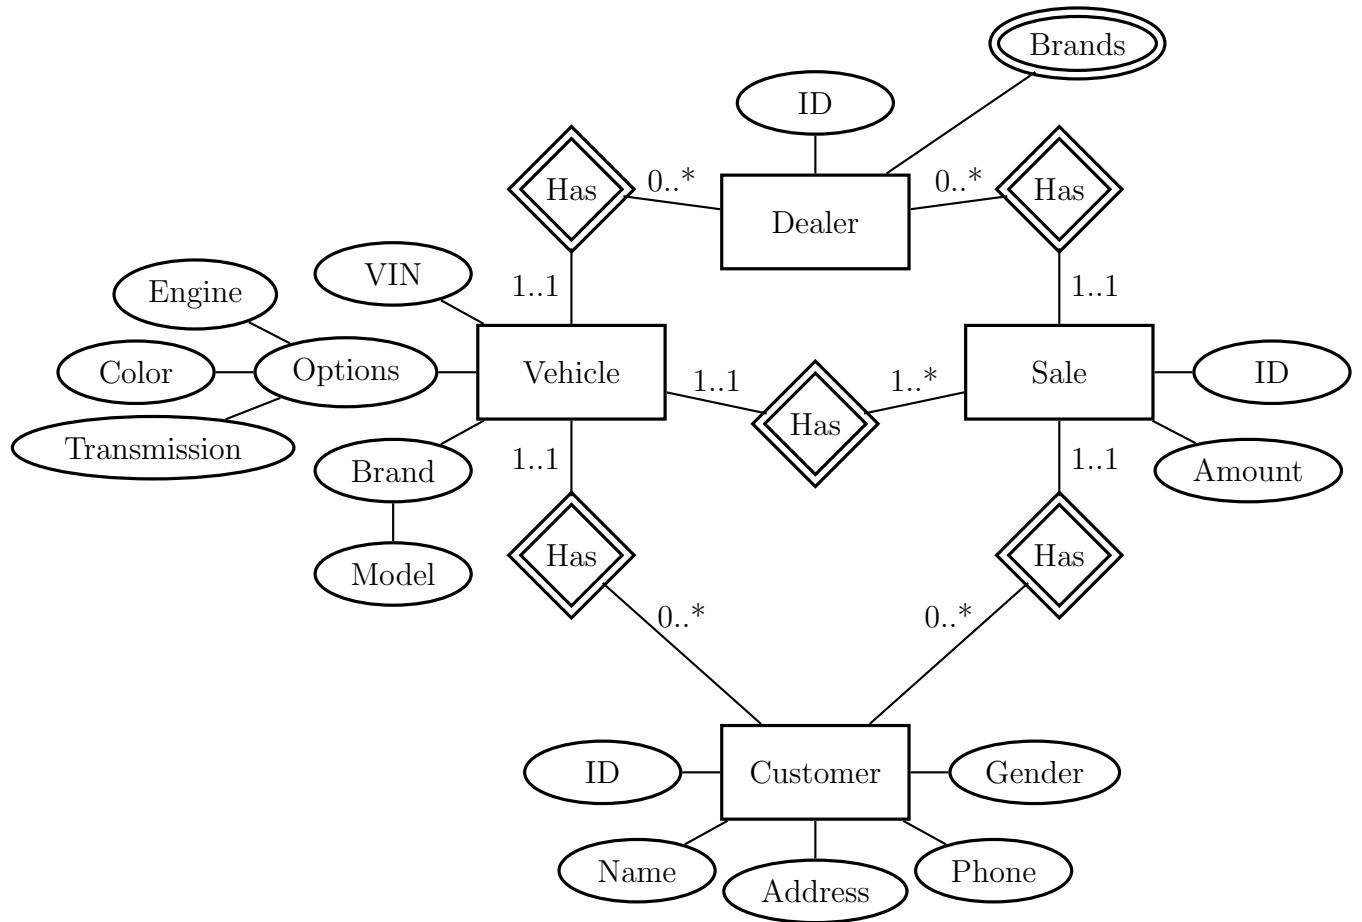 Brands
ID
Has
0..*
Dealer
0..*
Has
VIN
1..1
1..1
Engine
Color
Options
Vehicle
1..1
1..*
Sale
ID
Has
Transmission
Brand
1..1
1..1
Amount
Has
Has
Model
0..*
0..*
ID
Customer
Gender
Name
Address
Phone